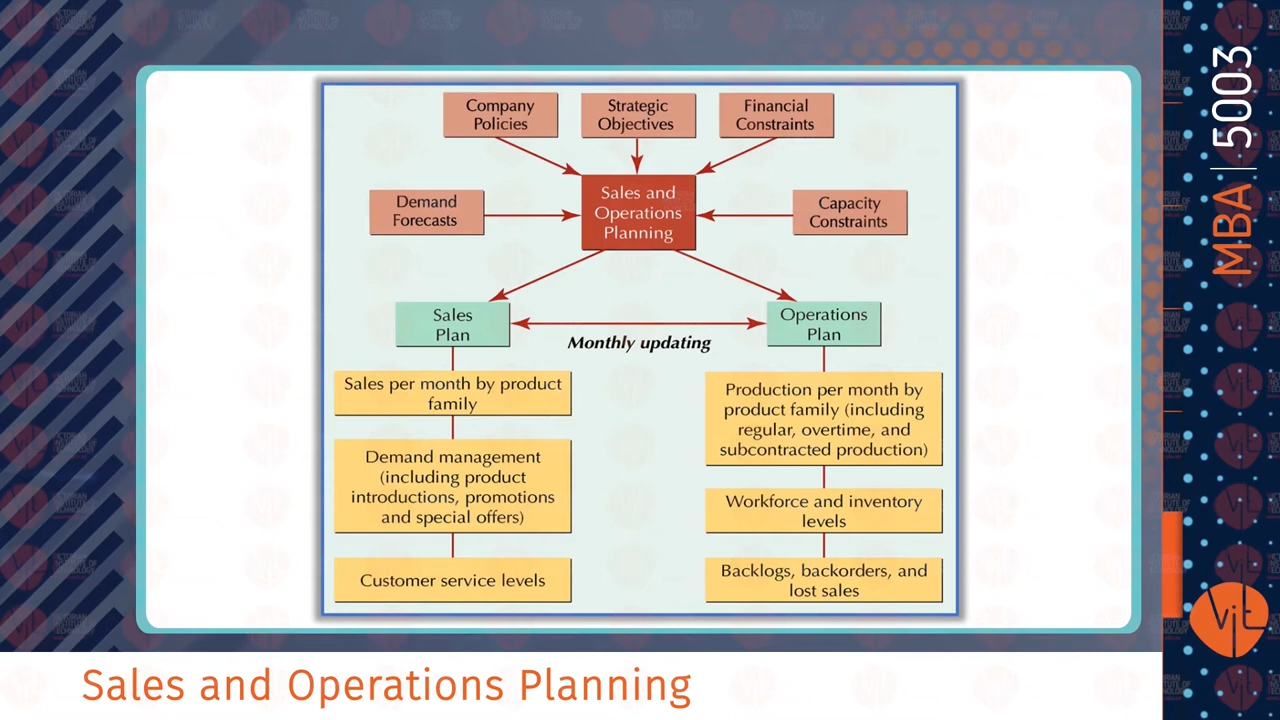 Company
Policies
Strategic
Objectives
Financial
Constraints
Demand
Forecasts
Sales and
Operations
Planning
Capacity
Constraints
Sales
Plan
Operations
Plan
Monthly updating
Sales per month by product
family
Demand management
(including product
introductions, promotions
and special offers)
Customer service levels
Production per month by
product family (including
regular, overtime, and
subcontracted production)
Workforce and inventory
levels
Backlogs, backorders, and
lost sales
MBA | 5003
vit
Sales and Operations Planning